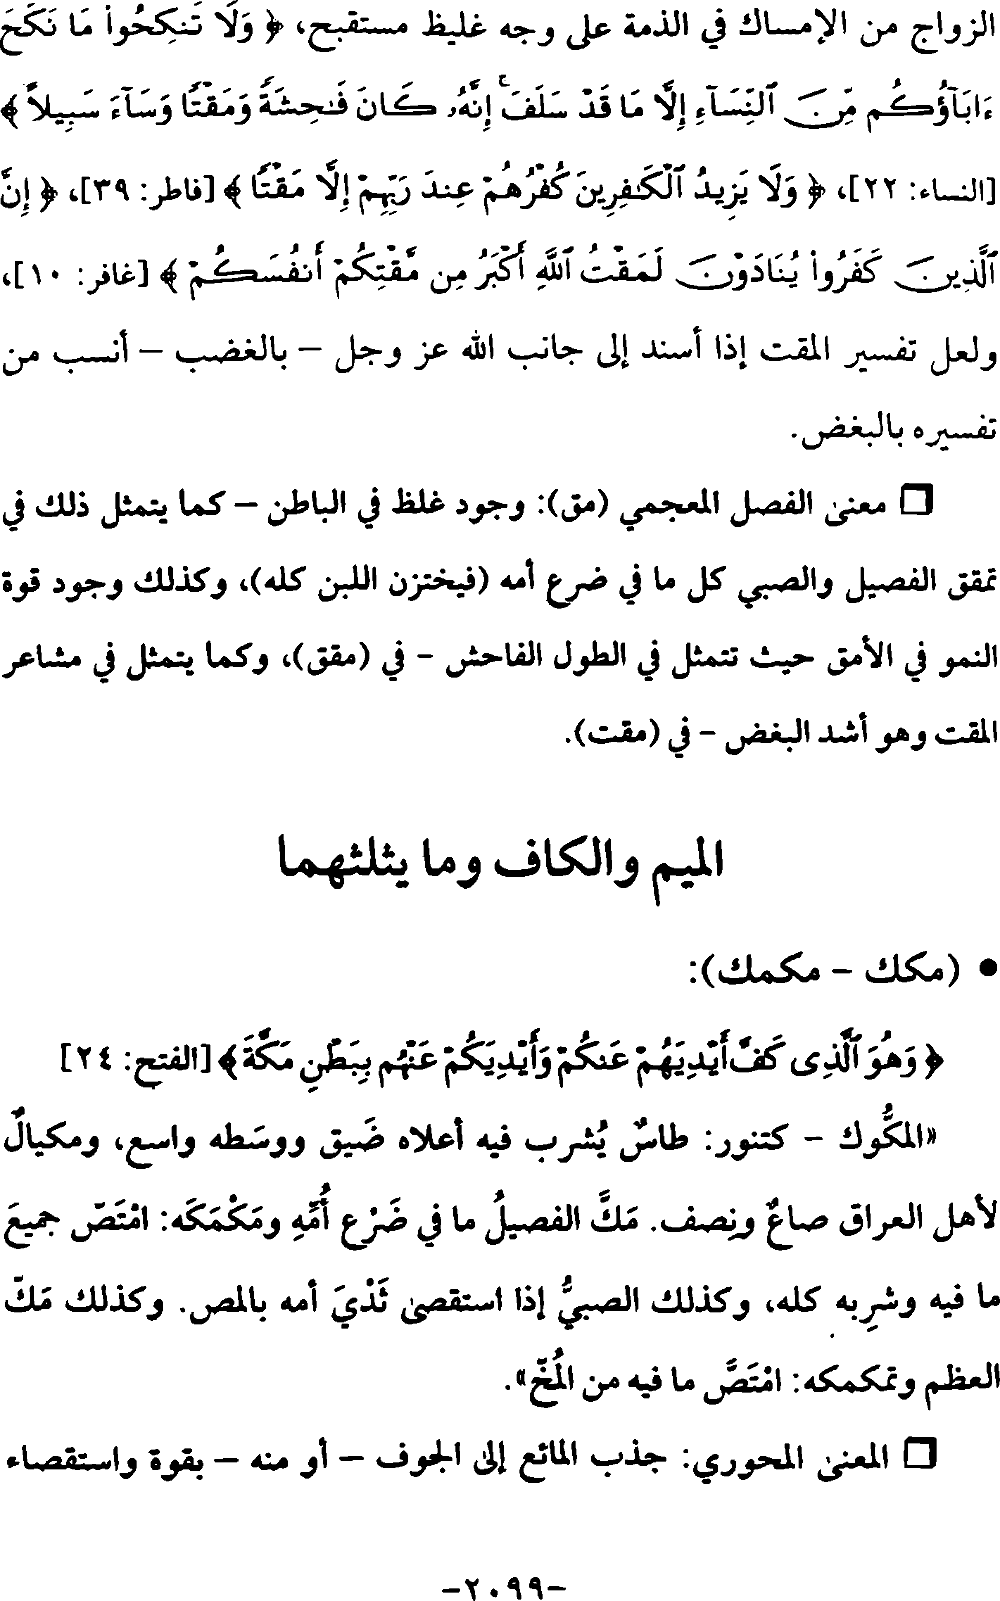 الزواج من الإمساك في الذمة على وجه غليظ مستقبح، ﴿ وَلَا تَنكِحُوا۟ مَا نَكَحَ
ءَابَآؤُكُم مِّنَ ٱلنِّسَآءِ إِلَّا مَا قَدْ سَلَفَ ۚ إِنَّهُۥ كَانَ فَـٰحِشَةً وَمَقْتًا وَسَآءَ سَبِيلاً ﴾
[النساء: ٢٢]، ﴿ وَلَا يَزِيدُ ٱلْكَـٰفِرِينَ كُفْرُهُمْ عِندَ رَبِّهِمْ إِلَّا مَقْتًا ﴾ [فاطر: ٣٩]، ﴿ إِنَّ
ٱلَّذِينَ كَفَرُوا۟ يُنَادَوْنَ لَمَقْتُ ٱللَّهِ أَكْبَرُ مِن مَّقْتِكُمْ أَنفُسَكُمْ ﴾ [غافر: ١٠]،
ولعل تفسير المقت إذا أسند إلى جانب الله عز وجل – بالغضب – أنسب من
تفسيره بالبغض.
❒ معنى الفصل المعجمي (مق): وجود غلظ في الباطن – كما يتمثل ذلك في
تمقق الفصيل والصبي كل ما في ضرع أمه (فيختزن اللبن كله)، وكذلك وجود قوة
النمو في الأمق حيث تتمثل في الطول الفاحش - في (مقق)، وكما يتمثل في مشاعر
المقت وهو أشد البغض - في (مقت).
الميم والكاف وما يثلثهما
• (مكك – مكمك):
﴿ وَهُوَ ٱلَّذِى كَفَّ أَيْدِيَهُمْ عَنكُمْ وَأَيْدِيَكُمْ عَنْهُم بِبَطْنِ مَكَّةَ ﴾ [الفتح: ٢٤]
«المكُّوك – كتنور: طاسٌ يُشرب فيه أعلاه ضَيق ووسَطه واسع، ومكيالٌ
لأهل العراق صاعٌ ونِصف. مَكَّ الفصيلُ ما في ضَرْع أُمِّهِ ومَكْمَكَه: امْتَصّ جميعَ
ما فيه وشرِبه كله، وكذلك الصبيُّ إذا استقصى ثَدْيَ أمه بالمص. وكذلك مَكّ
العظم وتمكمكه: امْتَصَّ ما فيه من المُخّ».
❒ المعنى المحوري: جذب المائع إلى الجوف – أو منه – بقوة واستقصاء
-٢٠٩٩-